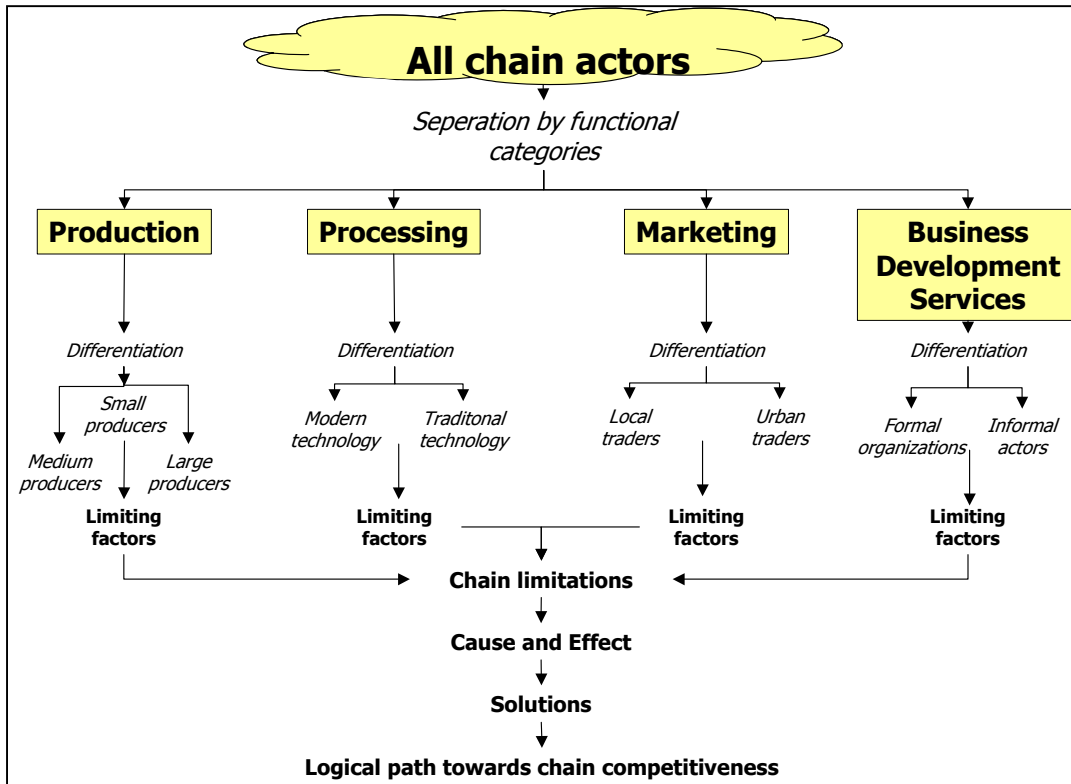 All chain actors
Seperation by functional
categories
Production
Processing
Marketing
Business
Development
Services
Differentiation
Differentiation
Differentiation
Differentiation
Small
producers
Medium
producers
Large
producers
Modern
technology
Traditonal
technology
Local
traders
Urban
traders
Formal
organizations
Informal
actors
Limiting
factors
Limiting
factors
Limiting
factors
Limiting
factors
Chain limitations
Cause and Effect
Solutions
Logical path towards chain competitiveness